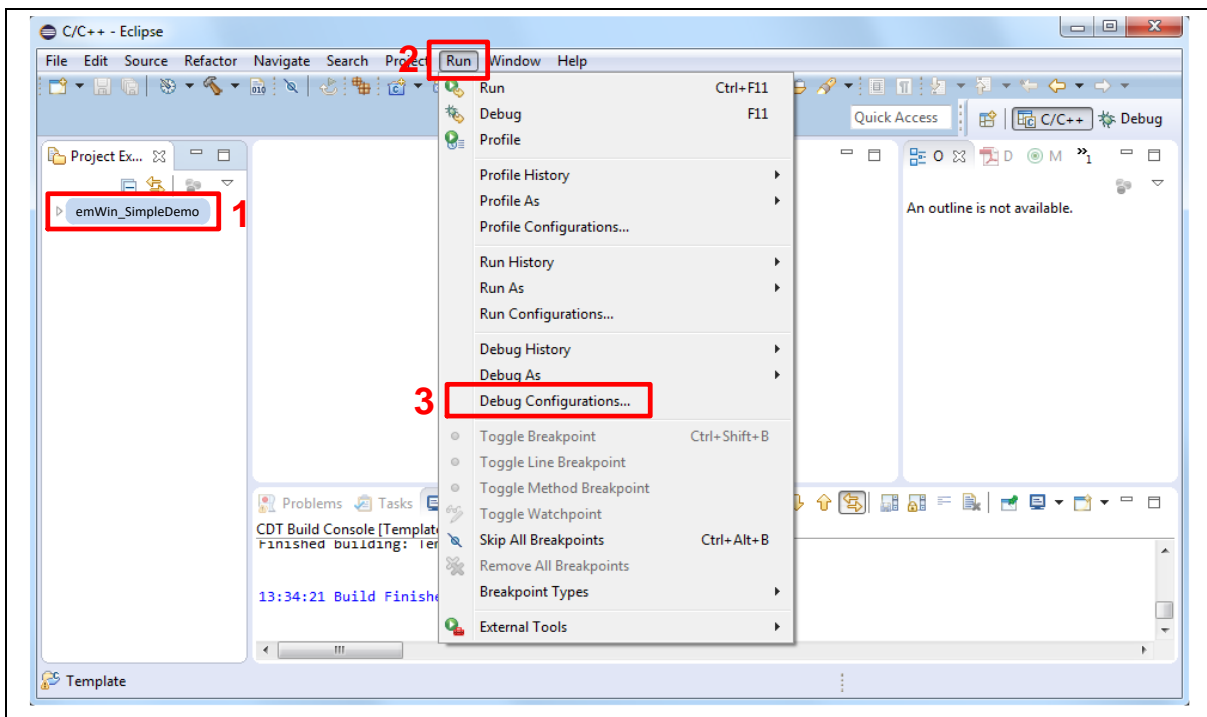 C/C++ - Eclipse
File Edit Source Refactor Navigate Search Project Run Window Help
2
Run Ctrl+F11
Debug F11
Profile
Quick Access
C/C++
Debug
Project Ex...
O
D
M
»1
An outline is not available.
emWin_SimpleDemo
1
Profile History
Profile As
Profile Configurations...
Run History
Run As
Run Configurations...
Debug History
Debug As
3
Debug Configurations...
Toggle Breakpoint Ctrl+Shift+B
Toggle Line Breakpoint
Toggle Method Breakpoint
Toggle Watchpoint
Skip All Breakpoints Ctrl+Alt+B
Remove All Breakpoints
Breakpoint Types
External Tools
Problems Tasks
CDT Build Console [Templat
Finished building:
13:34:21 Build Finishe
Template